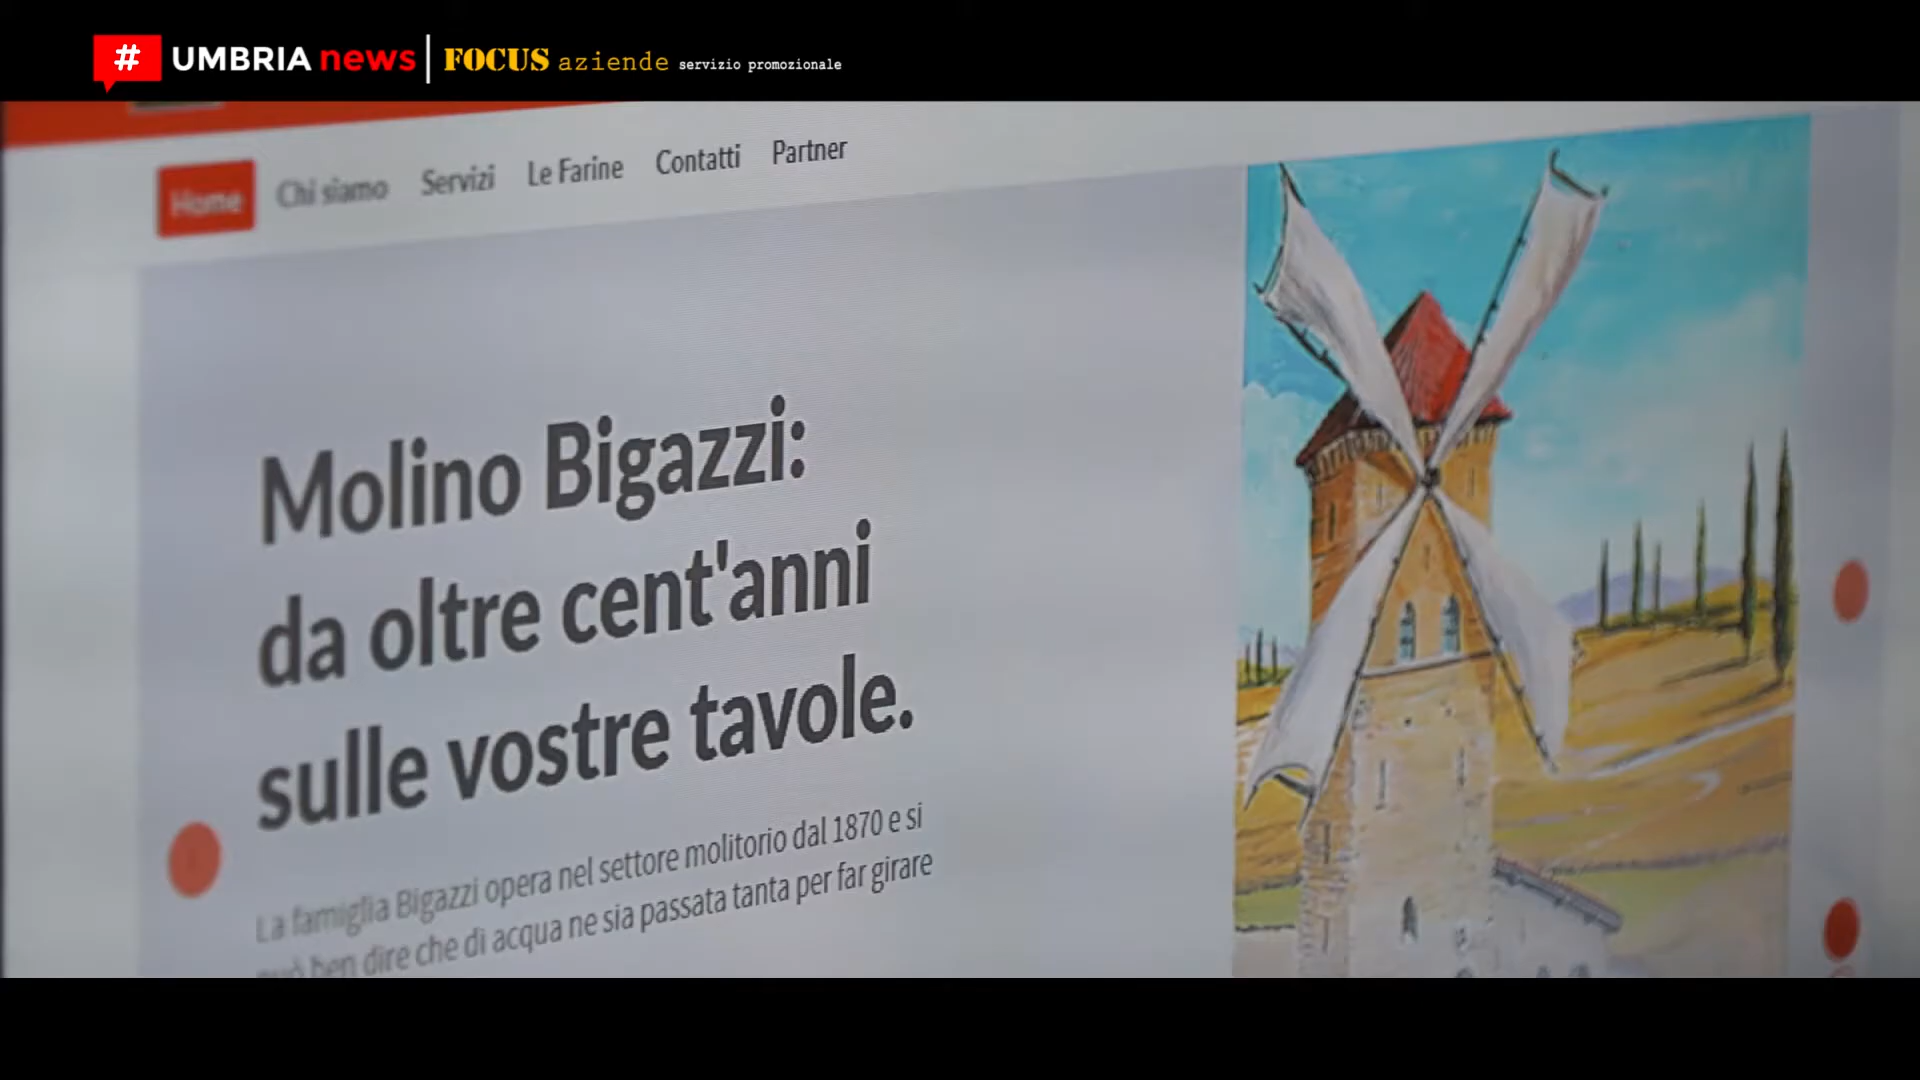 # UMBRIA news FOCUS aziende servizio promozionale
Home Chi siamo Servizi Le Farine Contatti Partner
Molino Bigazzi:
da oltre cent'anni
sulle vostre tavole.
La famiglia Bigazzi opera nel settore molitorio dal 1870 e si
può ben dire che di acqua ne sia passata tanta per far girare